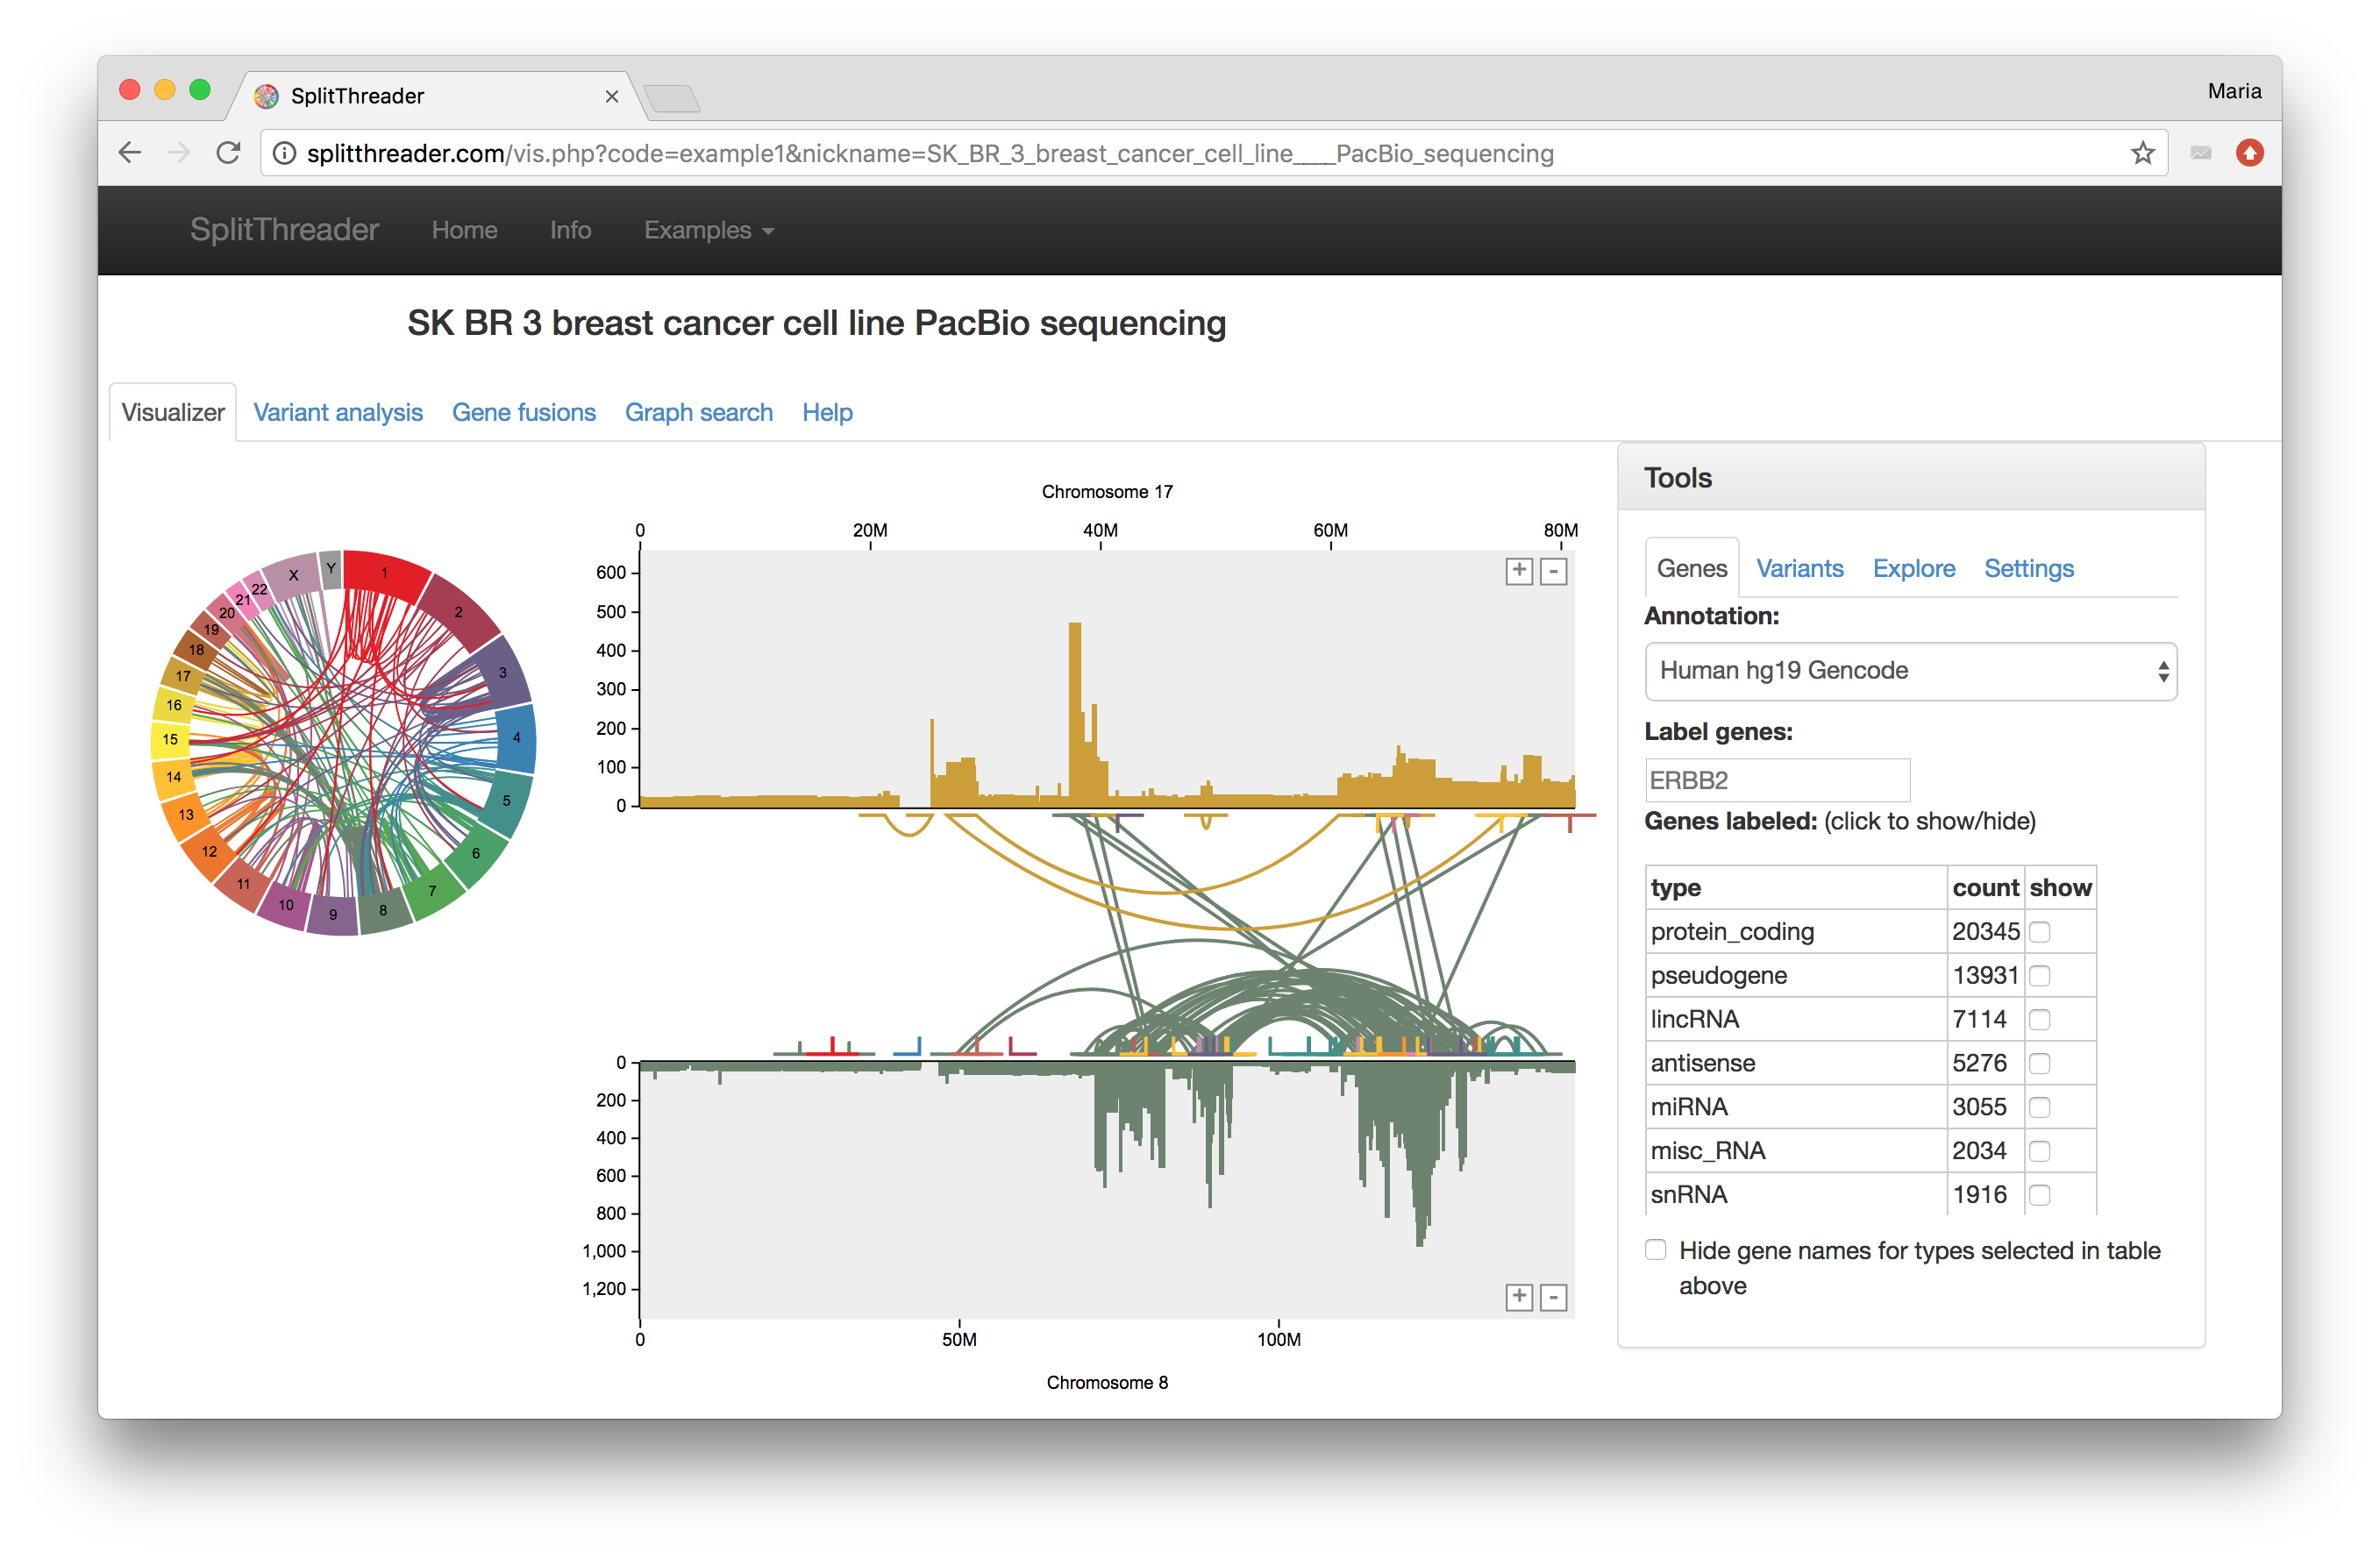 SplitThreader
Maria
splitthreader.com/vis.php?code=example1&nickname=SK_BR_3_breast_cancer_cell_line____PacBio_sequencing
SplitThreader Home Info Examples
SK BR 3 breast cancer cell line PacBio sequencing
Visualizer Variant analysis Gene fusions Graph search Help
1
2
3
4
5
6
7
8
9
10
11
12
13
14
15
16
17
18
19
20
21
22
X
Y
Chromosome 17
0 20M 40M 60M 80M
600
500
400
300
200
100
0
+ -
0
200
400
600
800
1,000
1,200
+ -
0 50M 100M
Chromosome 8
Tools
Genes Variants Explore Settings
Annotation:
Human hg19 Gencode
Label genes:
ERBB2
Genes labeled: (click to show/hide)
type count show
protein_coding 20345
pseudogene 13931
lincRNA 7114
antisense 5276
miRNA 3055
misc_RNA 2034
snRNA 1916
Hide gene names for types selected in table
above